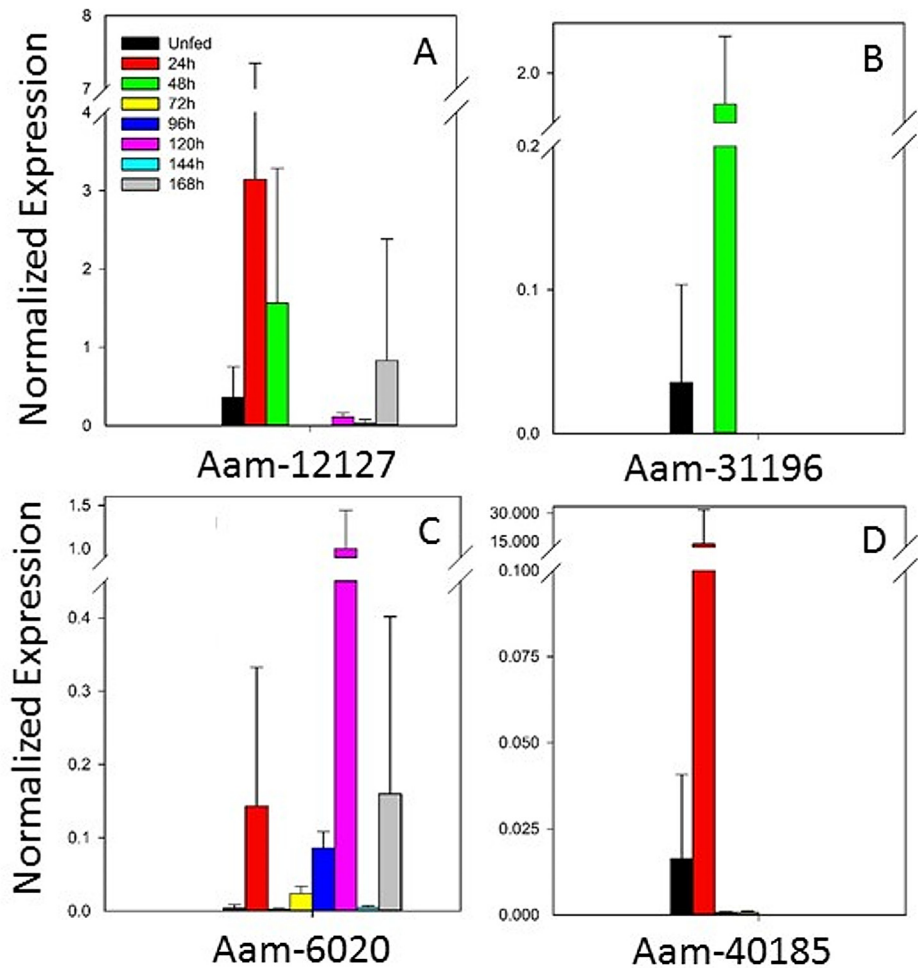 Normalized Expression
8
7
4
3
2
1
0
Unfed
24h
48h
72h
96h
120h
144h
168h
A
Aam-12127
2.0
0.2
0.1
0.0
B
Aam-31196
Normalized Expression
1.5
1.0
0.4
0.3
0.2
0.1
0.0
C
Aam-6020
30.000
15.000
0.100
0.075
0.050
0.025
0.000
D
Aam-40185